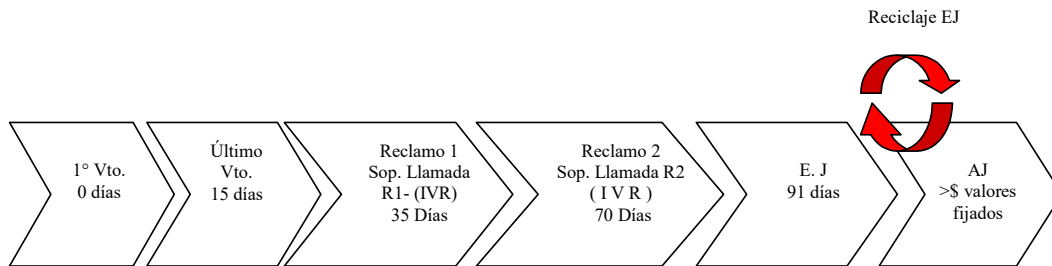 Reciclaje EJ
1° Vto.
0 días
Último
Vto.
15 días
Reclamo 1
Sop. Llamada
R1- (IVR)
35 Días
Reclamo 2
Sop. Llamada R2
( I V R )
70 Días
E. J
91 días
AJ
>$ valores
fijados